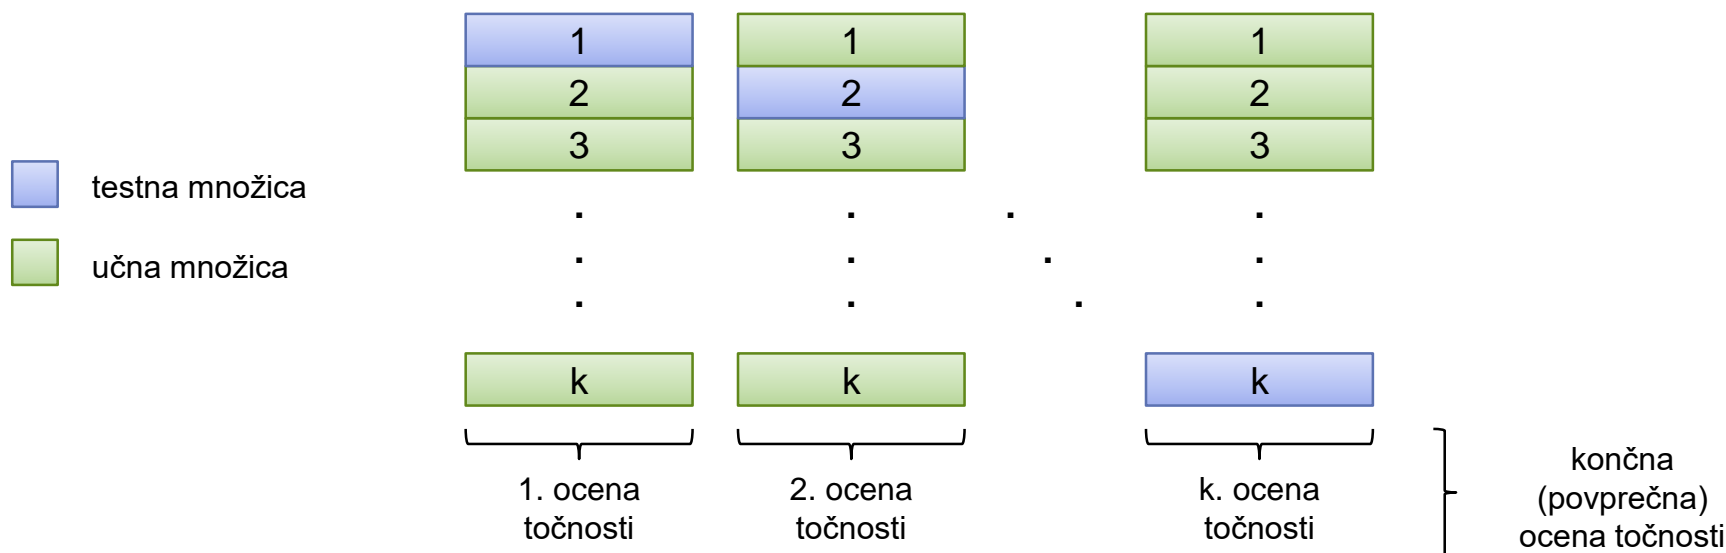 1
2
3
k
1
2
3
k
1
2
3
k
testna množica
učna množica
1. ocena
točnosti
2. ocena
točnosti
k. ocena
točnosti
končna
(povprečna)
ocena točnosti